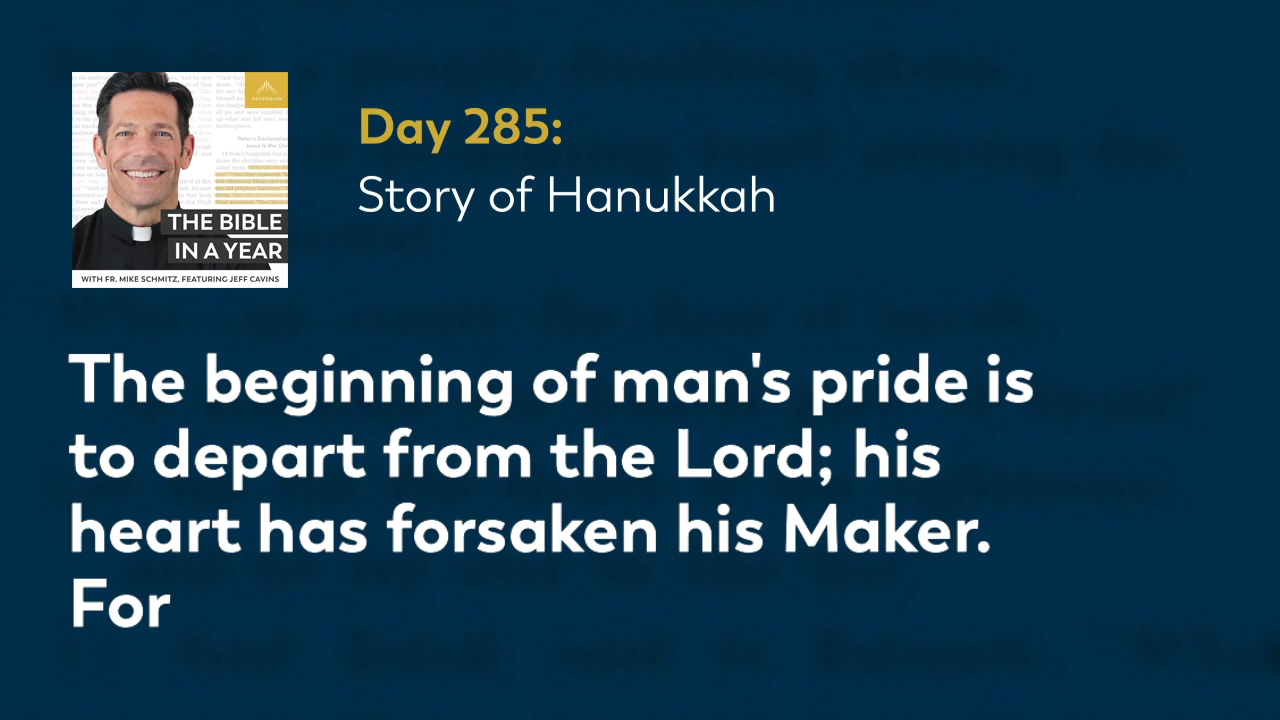 ASCENSION
THE BIBLE
IN A YEAR
WITH FR. MIKE SCHMITZ, FEATURING JEFF CAVINS
Day 285:
Story of Hanukkah
The beginning of man's pride is
to depart from the Lord; his
heart has forsaken his Maker.
For